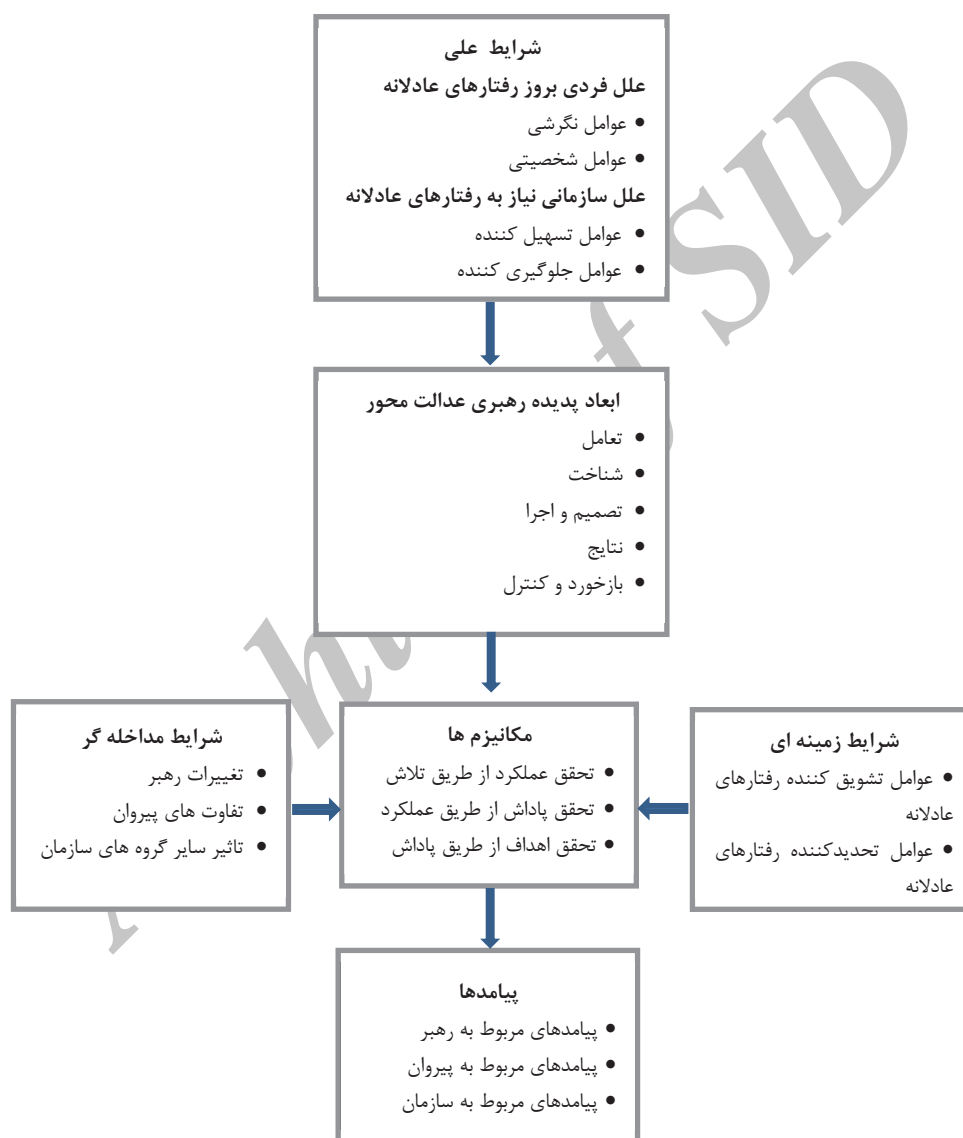 شرایط علی
علل فردی بروز رفتارهای عادلانه
• عوامل نگرشی
• عوامل شخصیتی
علل سازمانی نیاز به رفتارهای عادلانه
• عوامل تسهیل کننده
• عوامل جلوگیری کننده
ابعاد پدیده رهبری عدالت محور
• تعامل
• شناخت
• تصمیم و اجرا
• نتایج
• بازخورد و کنترل
شرایط زمینه ای
• عوامل تشویق کننده رفتارهای
عادلانه
• عوامل تحدیدکننده رفتارهای
عادلانه
مکانیزم ها
• تحقق عملکرد از طریق تلاش
• تحقق پاداش از طریق عملکرد
• تحقق اهداف از طریق پاداش
شرایط مداخله گر
• تغییرات رهبر
• تفاوت های پیروان
• تاثیر سایر گروه های سازمان
پیامدها
• پیامدهای مربوط به رهبر
• پیامدهای مربوط به پیروان
• پیامدهای مربوط به سازمان
SID